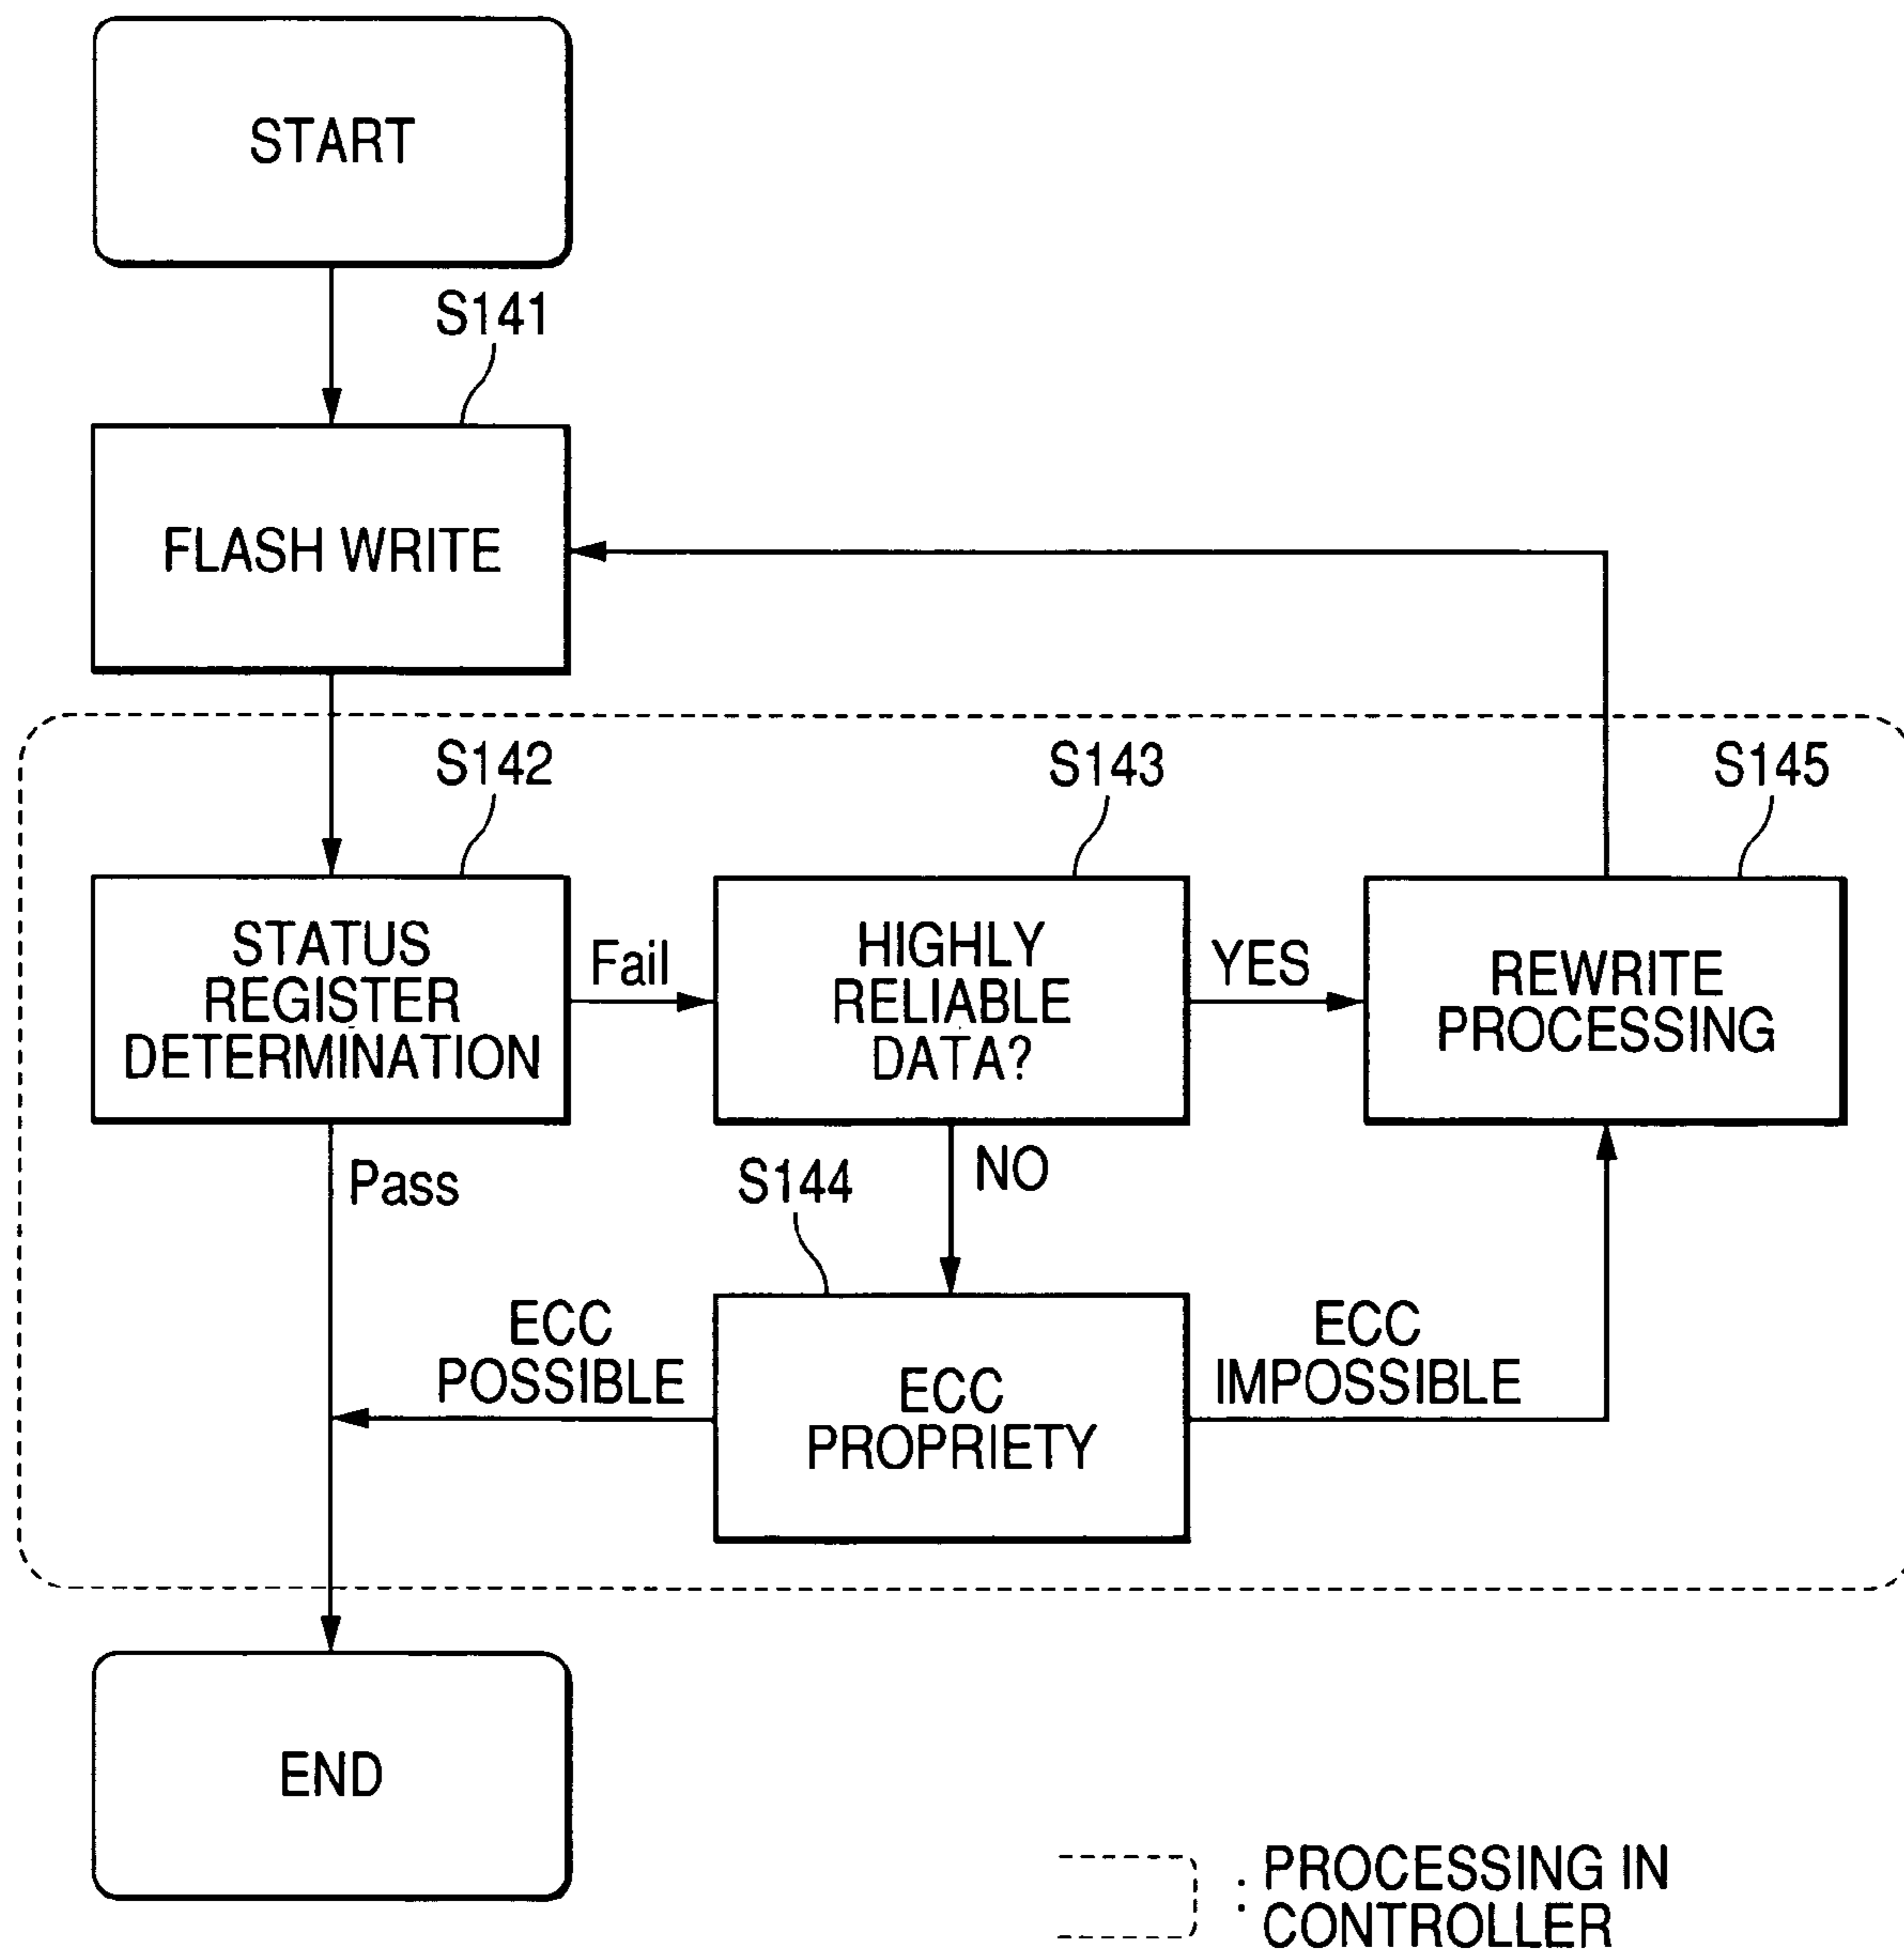 START
S141
FLASH WRITE
S142
S143
S145
STATUS
REGISTER
DETERMINATION
Fail
HIGHLY
RELIABLE
DATA?
YES
REWRITE
PROCESSING
Pass
S144
NO
ECC
POSSIBLE
ECC
PROPRIETY
ECC
IMPOSSIBLE
END
: PROCESSING IN
CONTROLLER